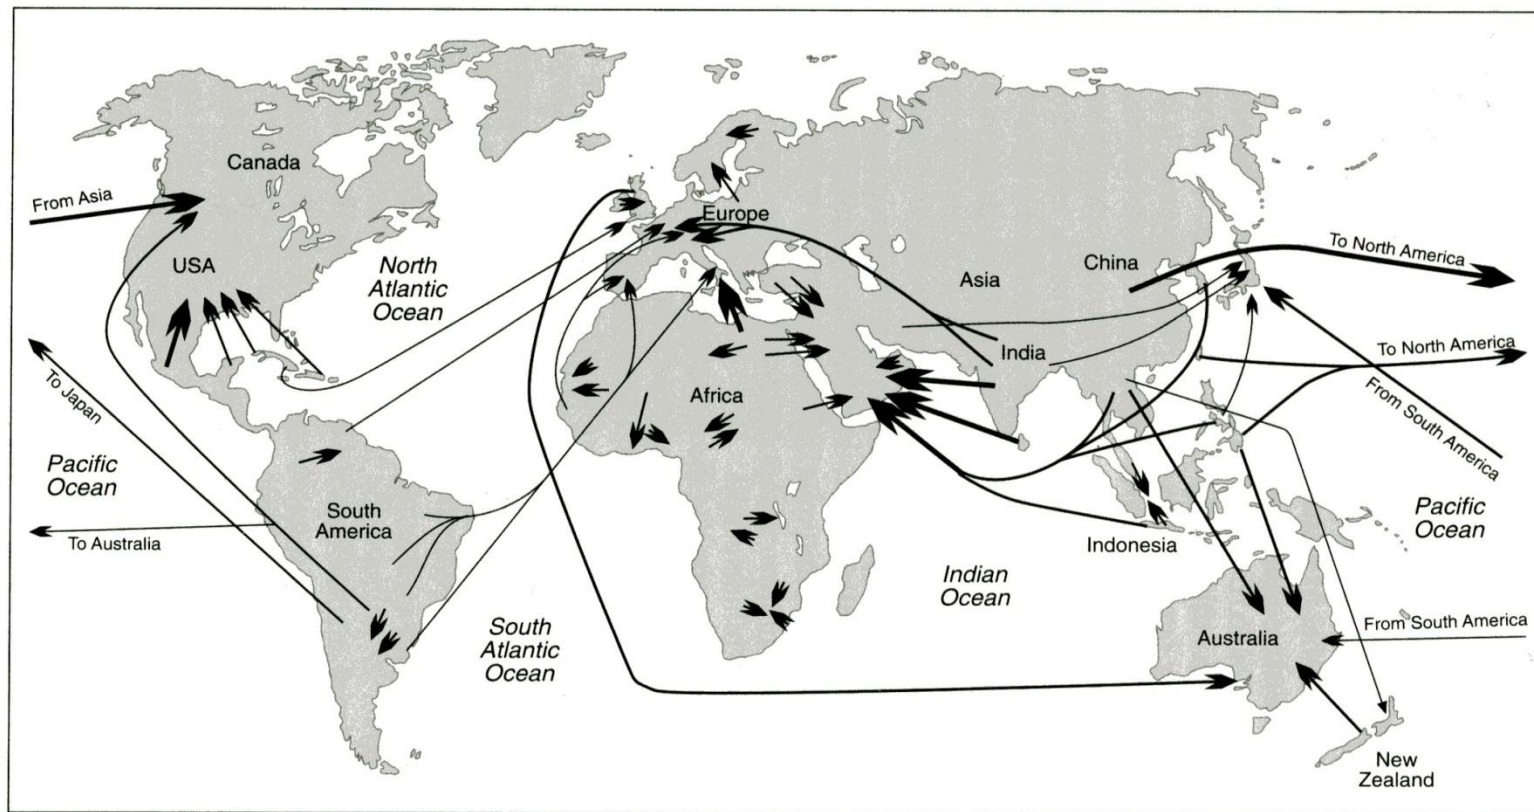 Canada
From Asia
Europe
USA
North
Atlantic
Ocean
Asia
China
To North America
India
To North America
To Japan
Africa
From South America
Pacific
Ocean
South
America
Pacific
Ocean
To Australia
Indonesia
Indian
Ocean
South
Atlantic
Ocean
Australia
From South America
New
Zealand